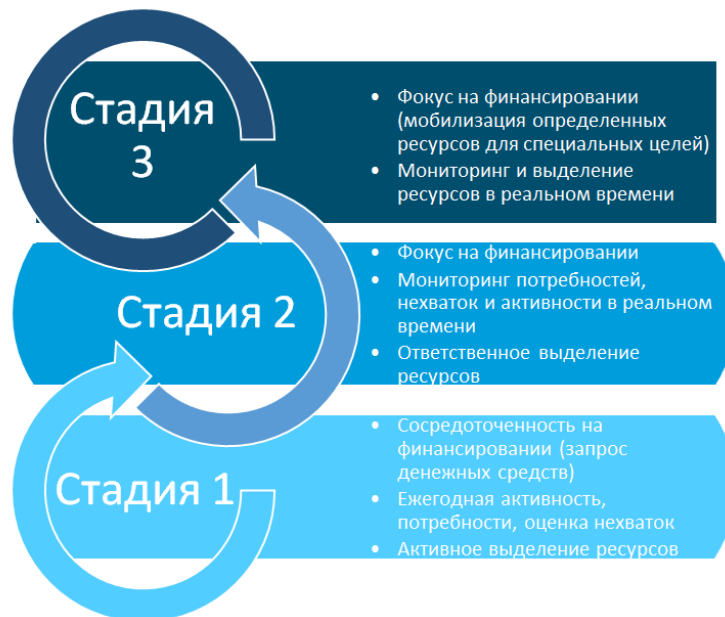 Стадия
3
• Фокус на финансировании
(мобилизация определенных
ресурсов для специальных целей)
• Мониторинг и выделение
ресурсов в реальном времени
Стадия 2
• Фокус на финансировании
• Мониторинг потребностей,
нехваток и активности в реальном
времени
• Ответственное выделение
ресурсов
Стадия 1
• Сосредоточенность на
финансировании (запрос
денежных средств)
• Ежегодная активность,
потребности, оценка нехваток
• Активное выделение ресурсов